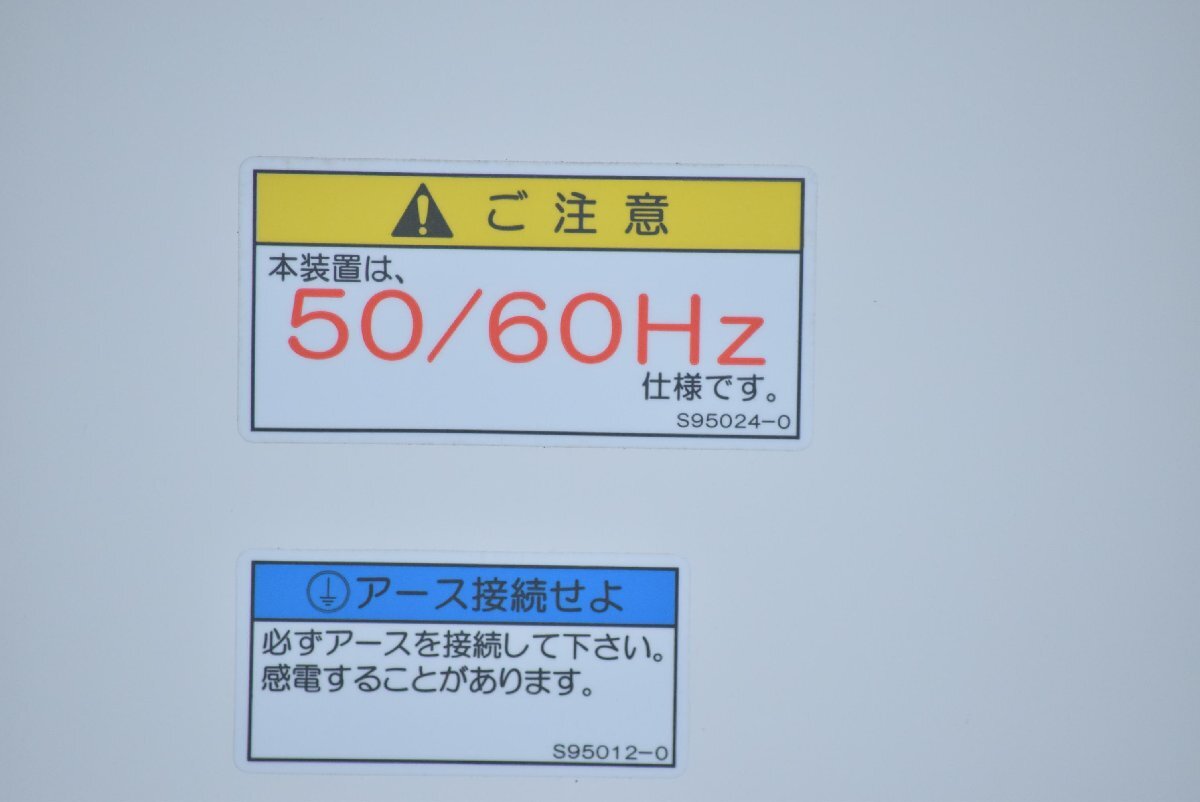 ご注意
本装置は、
50/60Hz
仕様です。
S95024-0
アース接続せよ
必ずアースを接続して下さい。
感電することがあります。
S95012-0